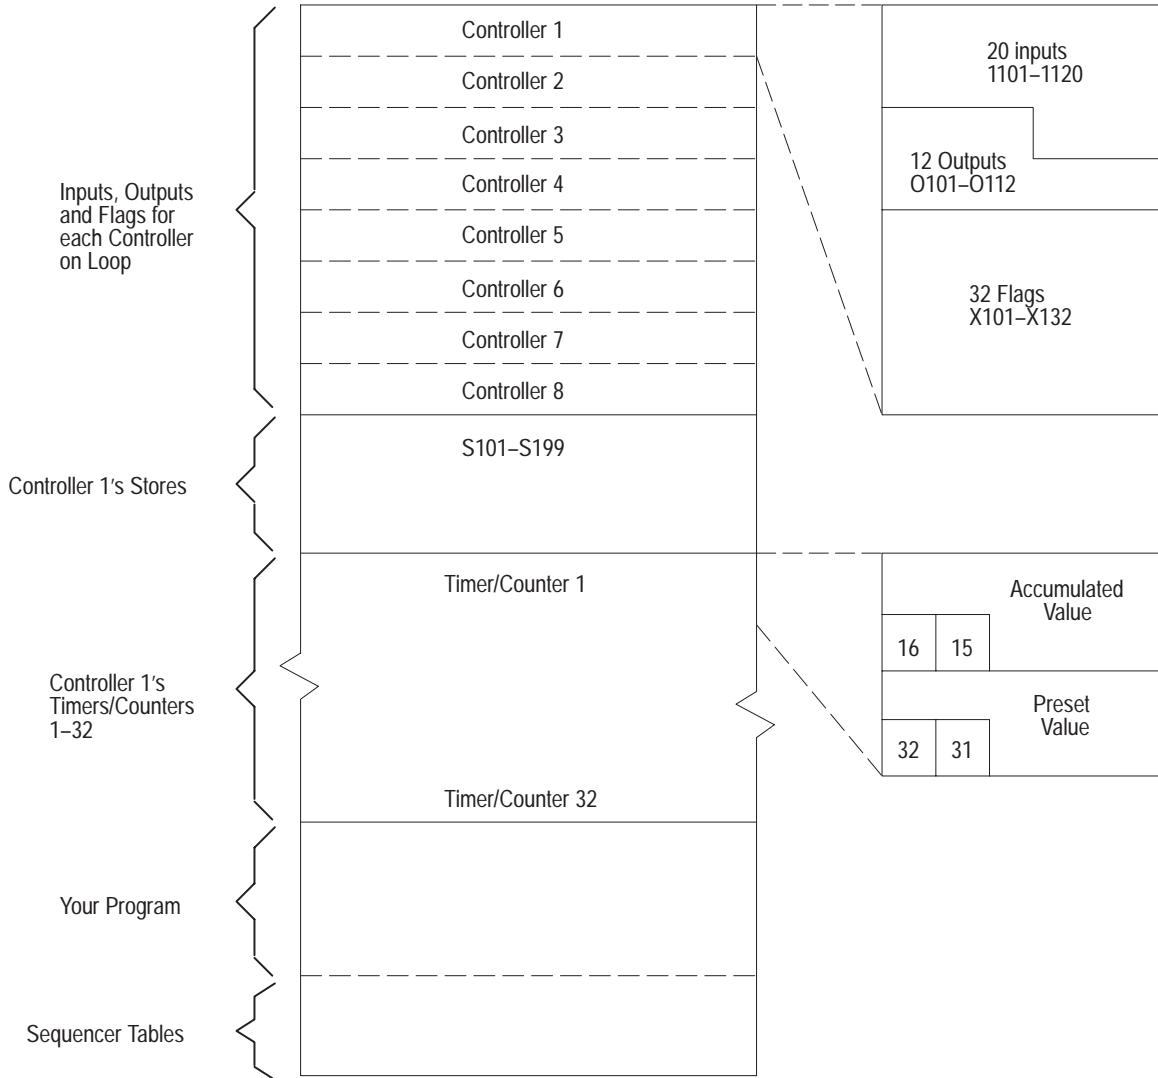 Controller 1
Controller 2
Controller 3
Controller 4
Controller 5
Controller 6
Controller 7
Controller 8
Inputs, Outputs
and Flags for
each Controller
on Loop
20 inputs
1101–1120
12 Outputs
O101–O112
32 Flags
X101–X132
S101–S199
Controller 1's Stores
Timer/Counter 1
Timer/Counter 32
Controller 1's
Timers/Counters
1–32
Accumulated
Value
16 15
Preset
Value
32 31
Your Program
Sequencer Tables